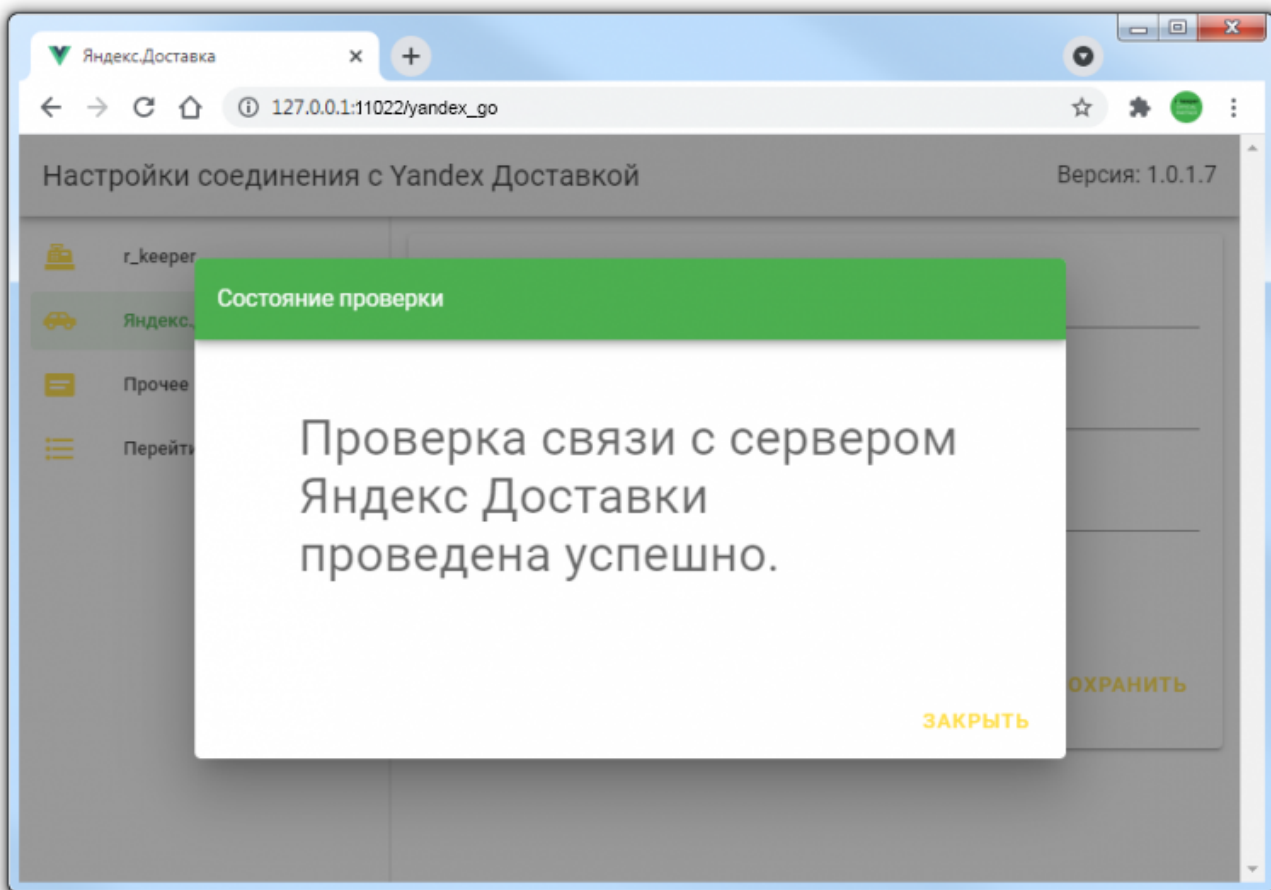 Яндекс.Доставка
127.0.0.1:11022/yandex_go
Настройки соединения с Yandex Доставкой
Версия: 1.0.1.7
r_keeper
Яндекс.
Прочее
Перейти
Состояние проверки
Проверка связи с сервером
Яндекс Доставки
проведена успешно.
ОХРАНИТЬ
ЗАКРЫТЬ